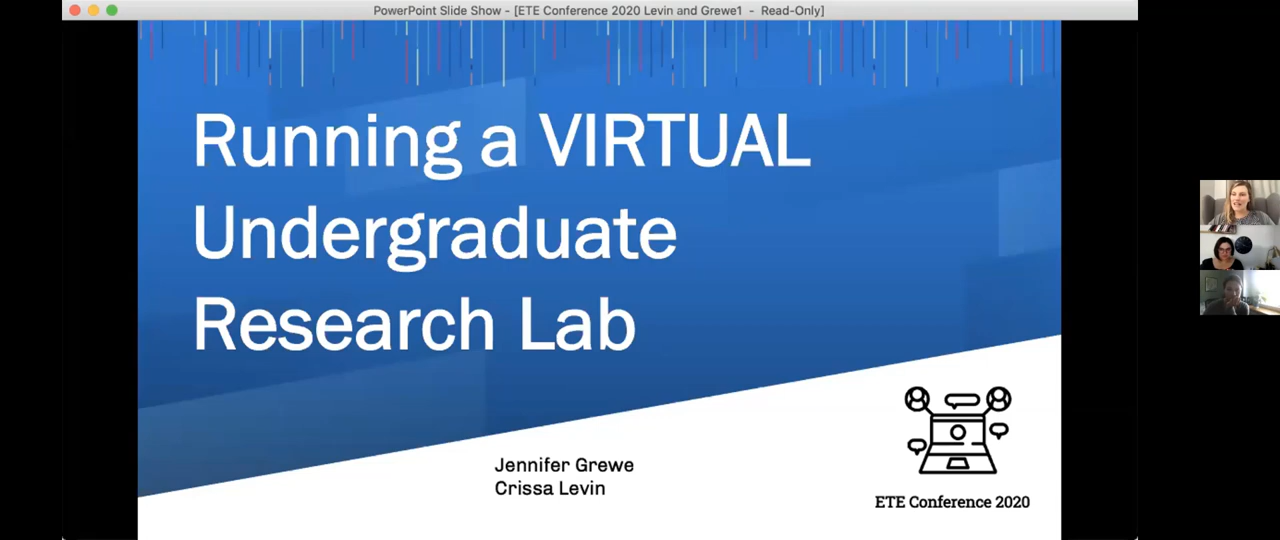 PowerPoint Slide Show - [ETE Conference 2020 Levin and Grewe1 - Read-Only]
Running a VIRTUAL
Undergraduate
Research Lab
Jennifer Grewe
Crissa Levin
ETE Conference 2020